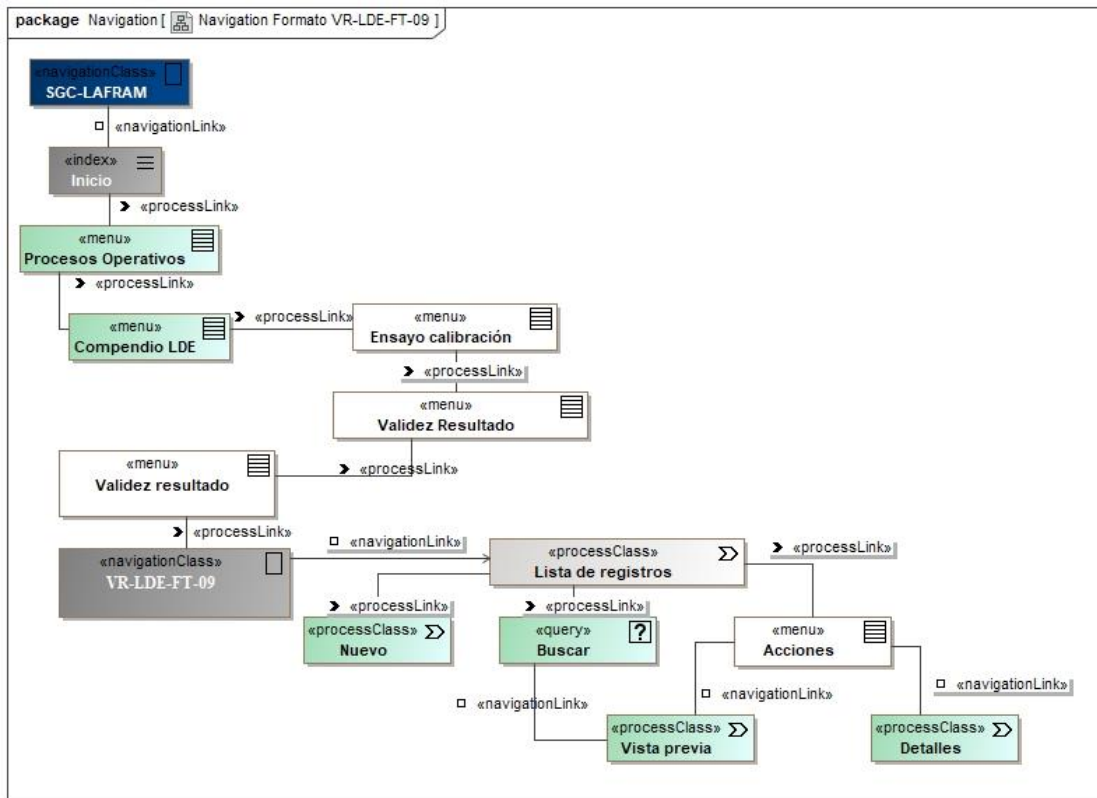 package Navigation [ Navigation Formato VR-LDE-FT-09 ]
«navigationClass»
SGC-LAFRAM
«navigationLink»
«index»
Inicio
«processLink»
«menu»
Procesos Operativos
«processLink»
«menu»
Compendio LDE
«processLink»
«menu»
Ensayo calibración
«processLink»
«menu»
Validez Resultado
«processLink»
«menu»
Validez resultado
«processLink»
«navigationClass»
VR-LDE-FT-09
«navigationLink»
«processClass»
Lista de registros
«processLink»
«processLink»
«processClass»
Nuevo
«processLink»
«query»
?
Buscar
«menu»
Acciones
«navigationLink»
«navigationLink»
«navigationLink»
«processClass»
Vista previa
«processClass»
Detalles